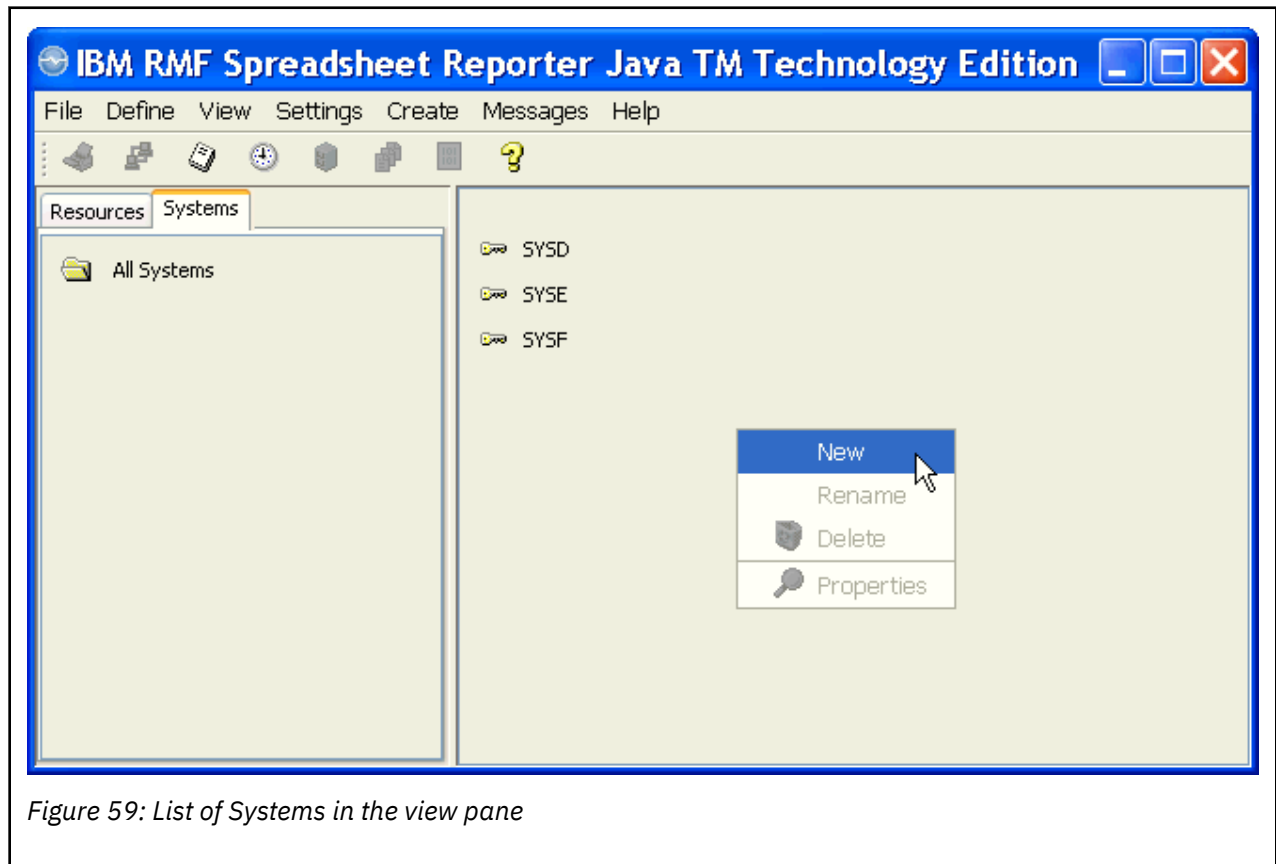 IBM RMF Spreadsheet Reporter Java TM Technology Edition
File Define View Settings Create Messages Help
Resources Systems
All Systems
SYSD
SYSE
SYSF
New
Rename
Delete
Properties
Figure 59: List of Systems in the view pane